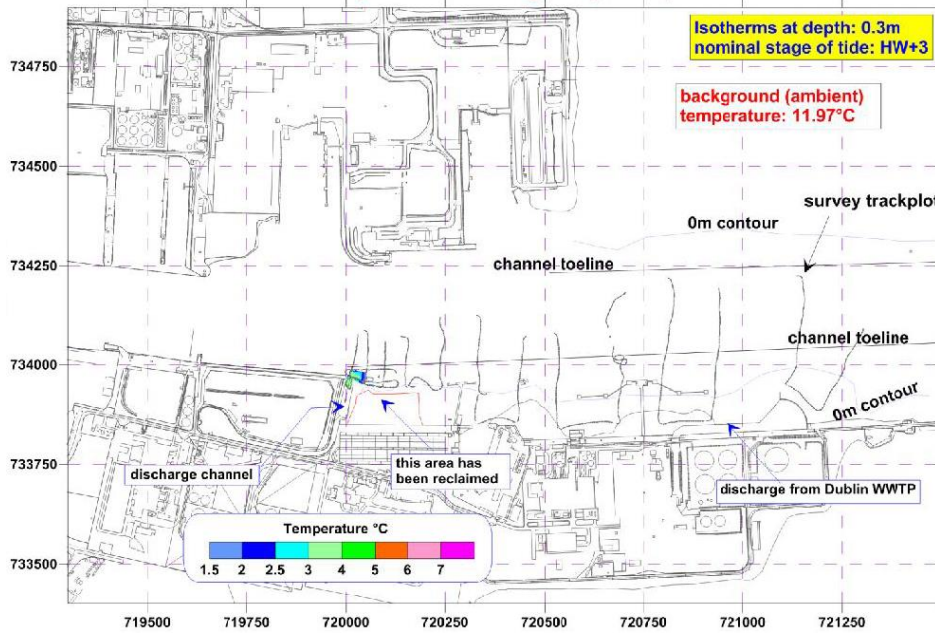 Isotherms at depth: 0.3m
nominal stage of tide: HW+3
734750
background (ambient)
temperature: 11.97°C
734500
survey trackplot
0m contour
734250
channel toeline
channel toeline
734000
0m contour
733750
discharge channel
this area has
been reclaimed
discharge from Dublin WWTP
Temperature °C
1.5 2 2.5 3 4 5 6 7
733500
719500 719750 720000 720250 720500 720750 721000 721250